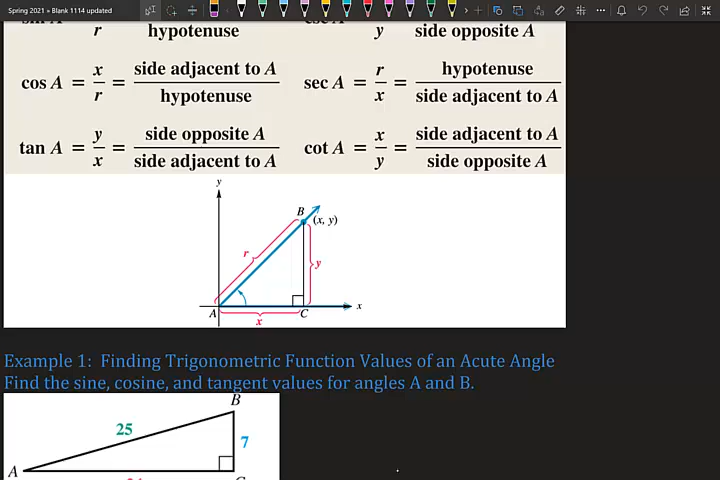 Spring 2021 » Blank 1114 updated
r hypotenuse y side opposite A
cos A = x/r = side adjacent to A / hypotenuse sec A = r/x = hypotenuse / side adjacent to A
tan A = y/x = side opposite A / side adjacent to A cot A = x/y = side adjacent to A / side opposite A
y
B
(x, y)
r
y
A
x
C
x
Example 1: Finding Trigonometric Function Values of an Acute Angle
Find the sine, cosine, and tangent values for angles A and B.
B
25
7
A